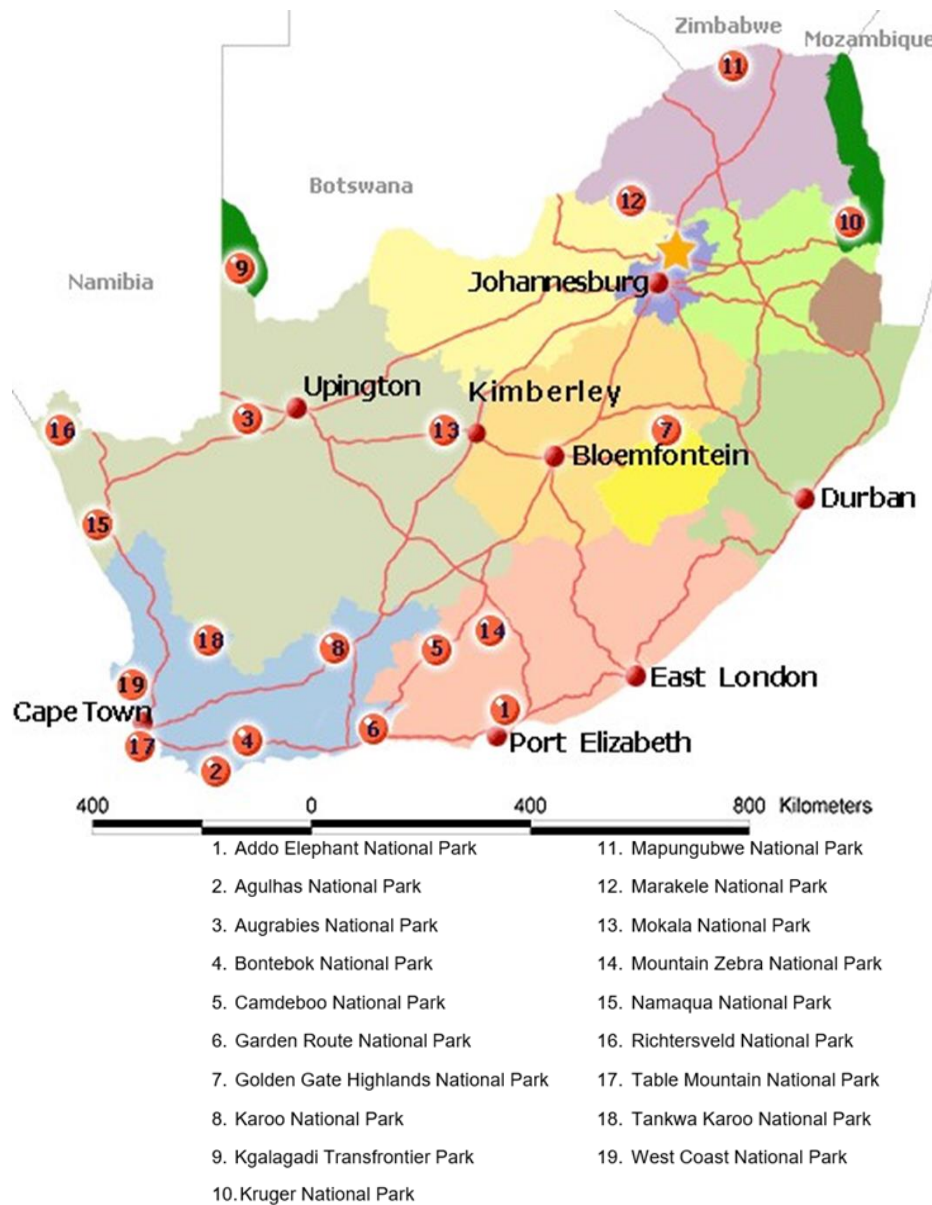 Zimbabwe
Mozambique
11
Botswana
12
10
9
Namibia
Johannesburg
Upington
Kimberley
3
16
13
7
Bloemfontein
Durban
15
18
8
5
14
19
East London
Cape Town
1
6
4
17
Port Elizabeth
2
400 0 400 800 Kilometers
1. Addo Elephant National Park
2. Agulhas National Park
3. Augrabies National Park
4. Bontebok National Park
5. Camdeboo National Park
6. Garden Route National Park
7. Golden Gate Highlands National Park
8. Karoo National Park
9. Kgalagadi Transfrontier Park
10. Kruger National Park
11. Mapungubwe National Park
12. Marakele National Park
13. Mokala National Park
14. Mountain Zebra National Park
15. Namaqua National Park
16. Richtersveld National Park
17. Table Mountain National Park
18. Tankwa Karoo National Park
19. West Coast National Park